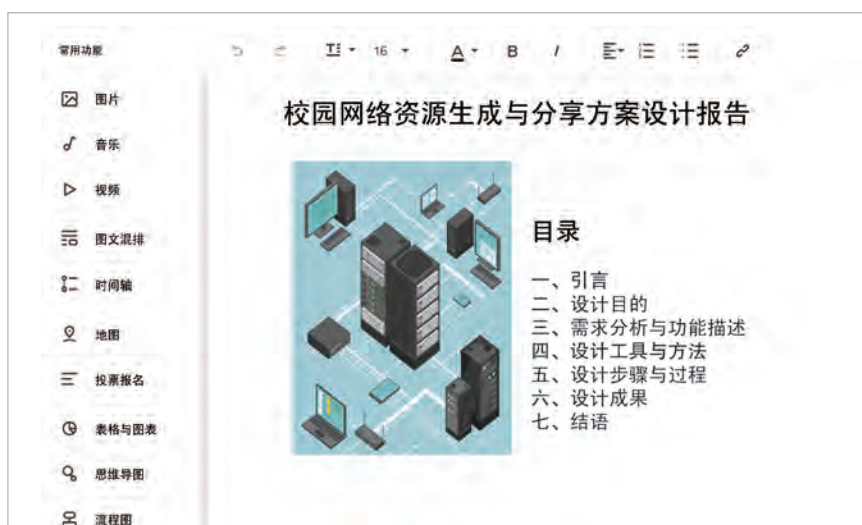 常用功能
16
A
B
I
图片
音乐
视频
图文混排
时间轴
地图
投票报名
表格与图表
思维导图
流程图
校园网络资源生成与分享方案设计报告
目录
一、引言
二、设计目的
三、需求分析与功能描述
四、设计工具与方法
五、设计步骤与过程
六、设计成果
七、结语